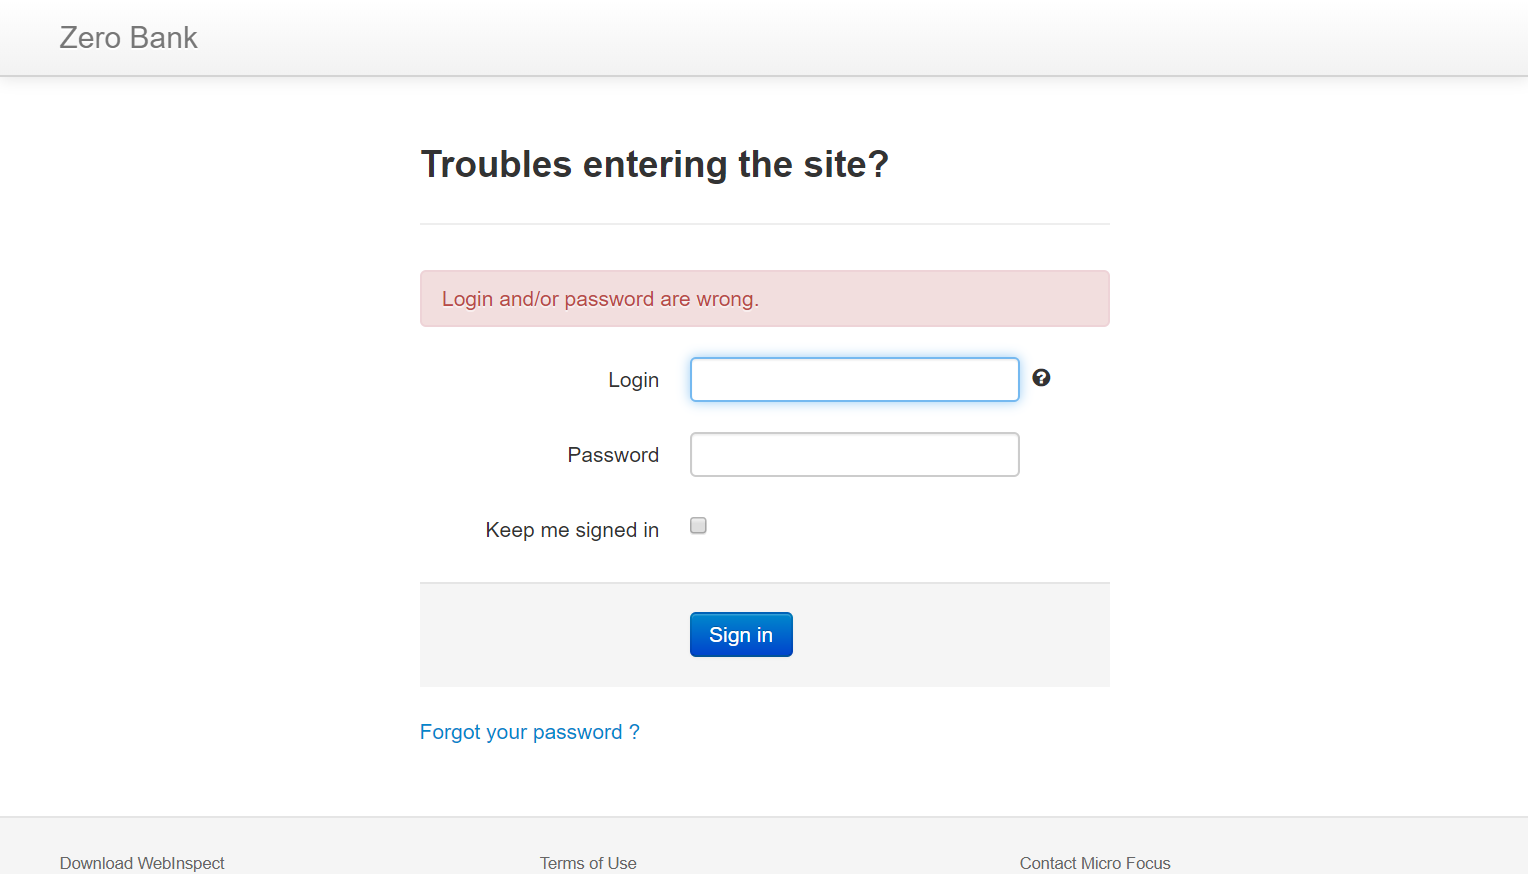 Zero Bank
Troubles entering the site?
Login and/or password are wrong.
Login
Password
Keep me signed in
Sign in
Forgot your password ?
Download WebInspect Terms of Use Contact Micro Focus